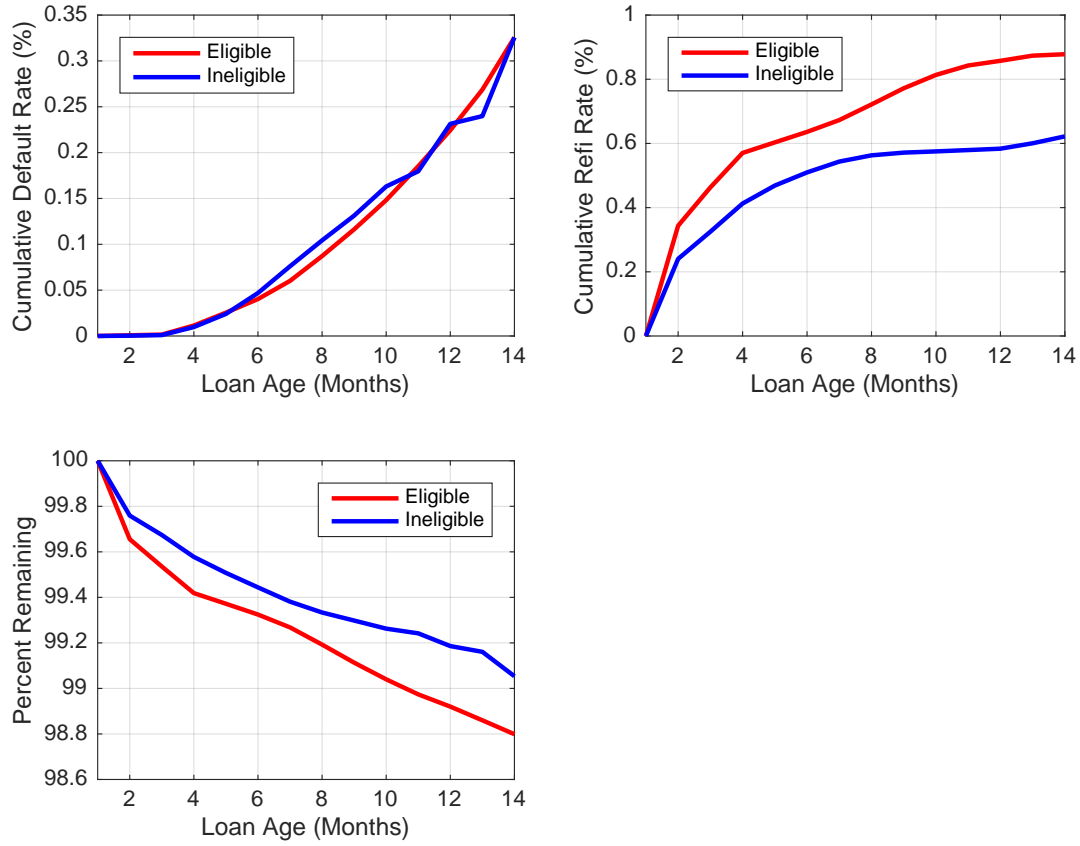 Cumulative Default Rate (%)
0.35
0.3
0.25
0.2
0.15
0.1
0.05
0
Eligible
Ineligible
2 4 6 8 10 12 14
Loan Age (Months)
Cumulative Refi Rate (%)
1
0.8
0.6
0.4
0.2
0
Eligible
Ineligible
2 4 6 8 10 12 14
Loan Age (Months)
Percent Remaining
100
99.8
99.6
99.4
99.2
99
98.8
98.6
Eligible
Ineligible
2 4 6 8 10 12 14
Loan Age (Months)